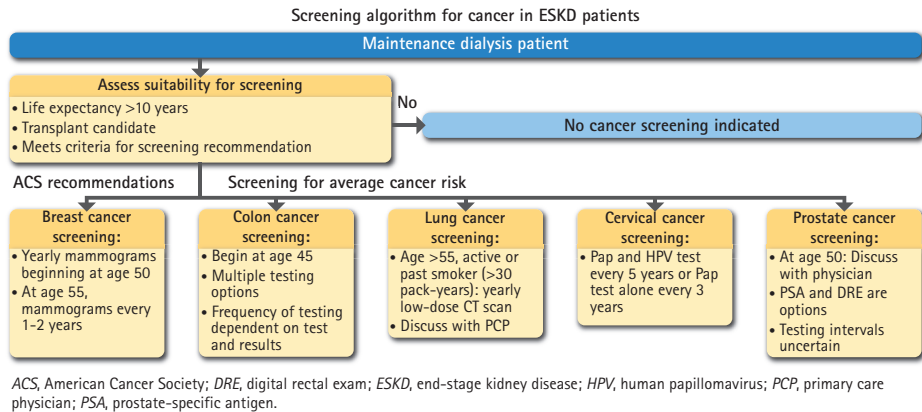 Screening algorithm for cancer in ESKD patients
Maintenance dialysis patient
Assess suitability for screening
• Life expectancy >10 years
• Transplant candidate
• Meets criteria for screening recommendation
No
No cancer screening indicated
ACS recommendations
Screening for average cancer risk
Breast cancer
screening:
• Yearly mammograms
beginning at age 50
• At age 55,
mammograms every
1-2 years
Colon cancer
screening:
• Begin at age 45
• Multiple testing
options
• Frequency of testing
dependent on test
and results
Lung cancer
screening:
• Age >55, active or
past smoker (>30
pack-years): yearly
low-dose CT scan
• Discuss with PCP
Cervical cancer
screening:
• Pap and HPV test
every 5 years or Pap
test alone every 3
years
Prostate cancer
screening:
• At age 50: Discuss
with physician
• PSA and DRE are
options
• Testing intervals
uncertain
ACS, American Cancer Society; DRE, digital rectal exam; ESKD, end-stage kidney disease; HPV, human papillomavirus; PCP, primary care
physician; PSA, prostate-specific antigen.